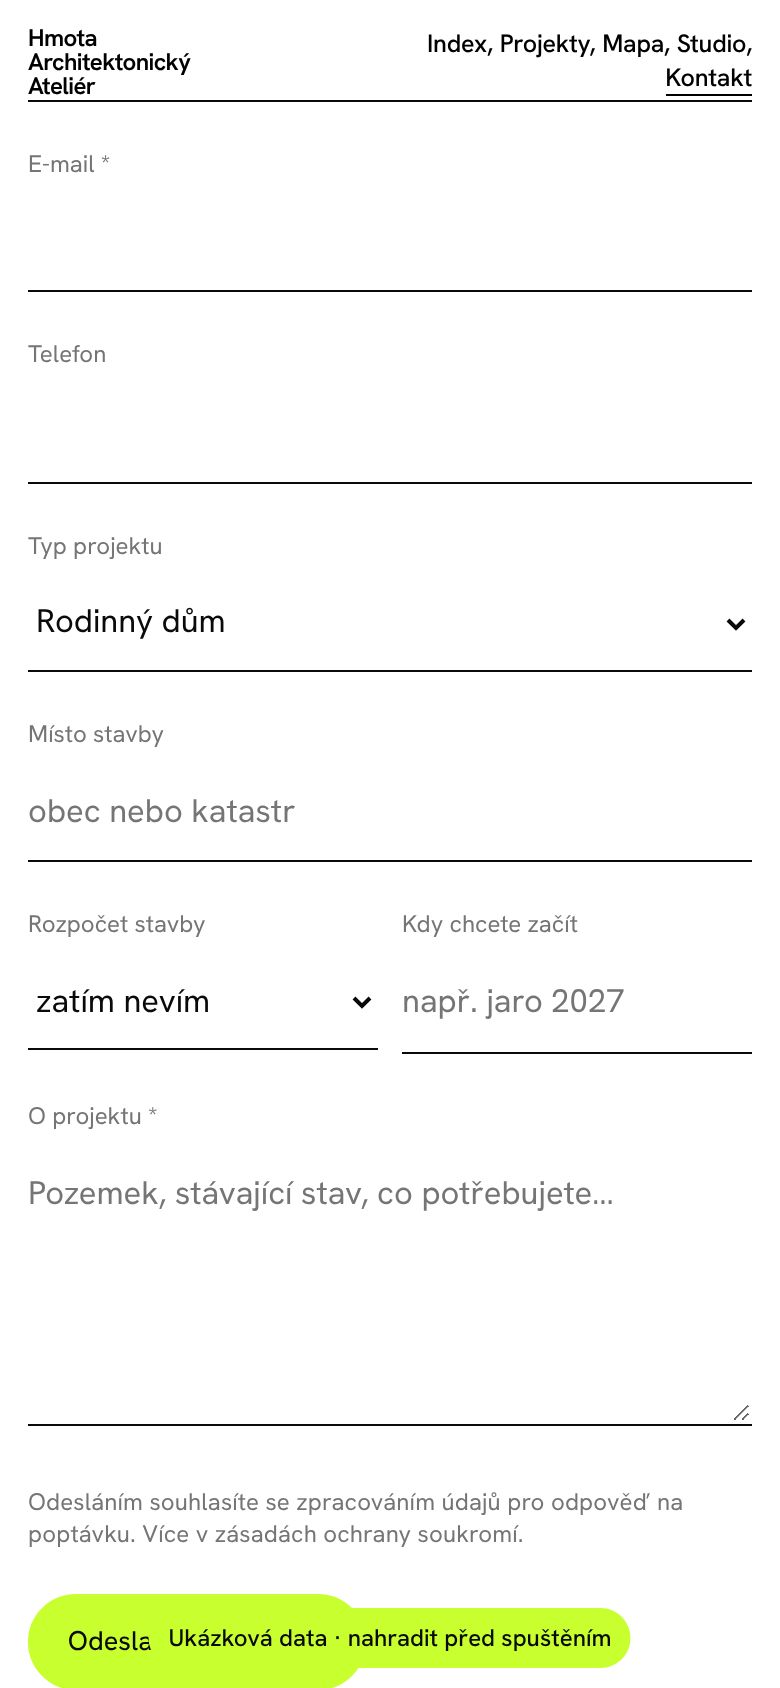 Hmota
Architektonický
Ateliér
Index, Projekty, Mapa, Studio,
Kontakt
E-mail *
Telefon
Typ projektu
Rodinný dům
Místo stavby
obec nebo katastr
Rozpočet stavby
Kdy chcete začít
zatím nevím
např. jaro 2027
O projektu *
Pozemek, stávající stav, co potřebujete…
Odesláním souhlasíte se zpracováním údajů pro odpověď na
poptávku. Více v zásadách ochrany soukromí.
Ukázková data · nahradit před spuštěním